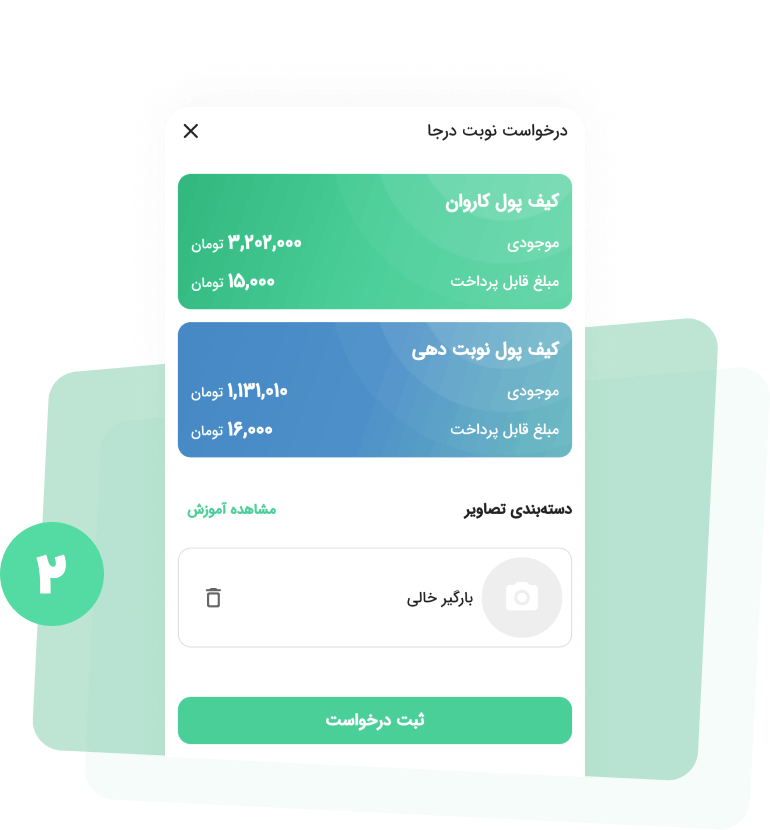 درخواست نوبت درجا
کیف پول کاروان
موجودی ۳,۲۰۲,۰۰۰ تومان
مبلغ قابل پرداخت ۱۵,۰۰۰ تومان
کیف پول نوبت دهی
موجودی ۱,۱۳۱,۰۱۰ تومان
مبلغ قابل پرداخت ۱۶,۰۰۰ تومان
دسته‌بندی تصاویر مشاهده آموزش
۲
بارگیر خالی
ثبت درخواست